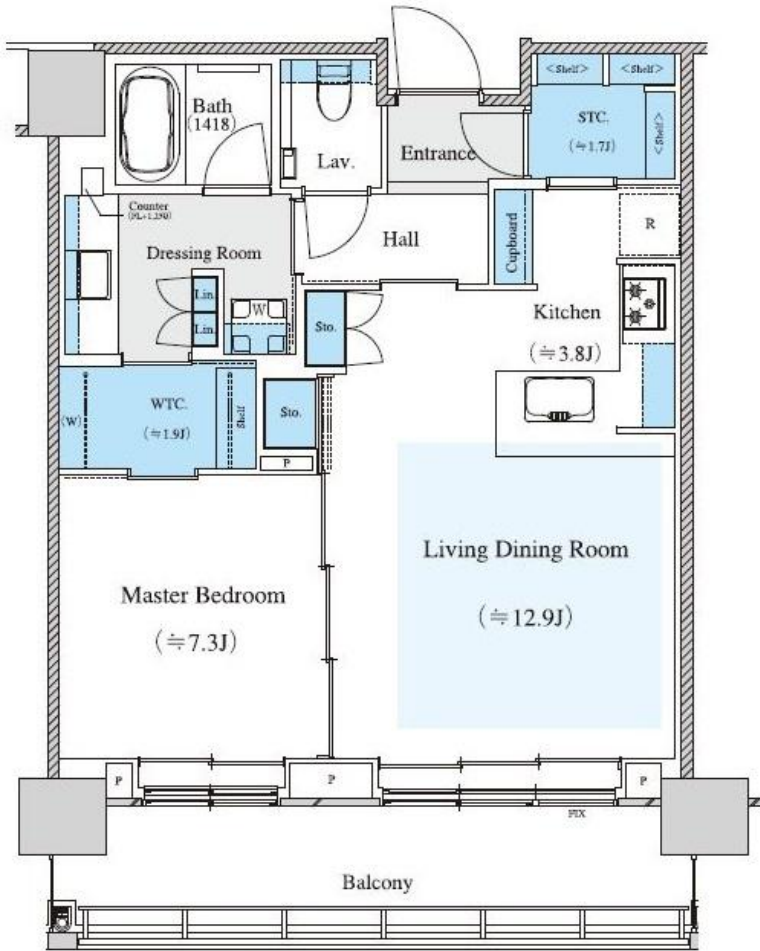 Bath
(1418)
Lav.
Entrance
<Shelf>
<Shelf>
STC.
(≒1.7J)
<Shelf>
Counter
Dressing Room
Hall
Cupboard
R
Lin.
Lin.
W
Sto.
Kitchen
(≒3.8J)
(W)
WTC.
(≒1.9J)
Shelf
Sto.
P
Living Dining Room
(≒12.9J)
Master Bedroom
(≒7.3J)
P
P
P
FIX
Balcony